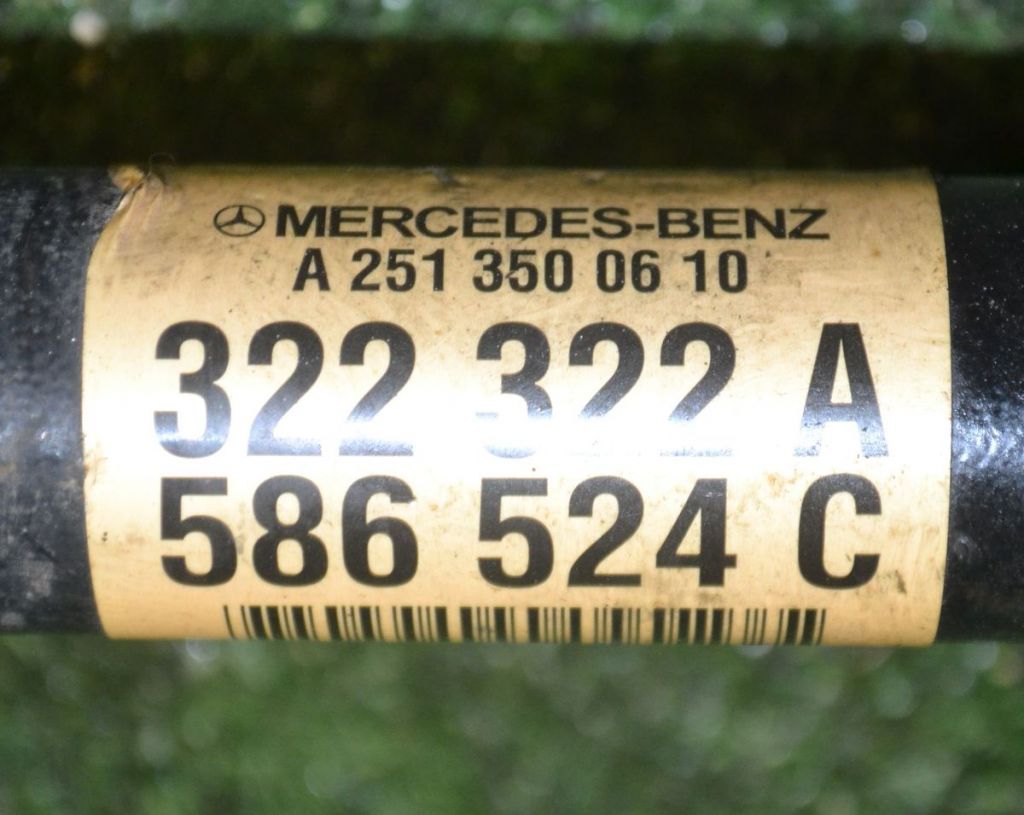 MERCEDES-BENZ
A 251 350 06 10
322 322 A
586 524 C